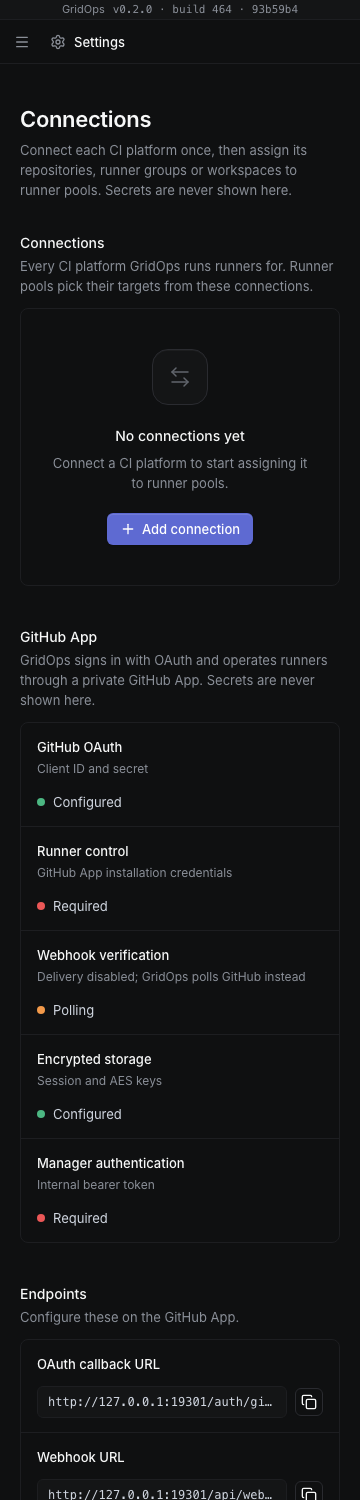 GridOps v0.2.0 · build 464 · 93b59b4
Settings
Connections
Connect each CI platform once, then assign its
repositories, runner groups or workspaces to
runner pools. Secrets are never shown here.
Connections
Every CI platform GridOps runs runners for. Runner
pools pick their targets from these connections.
No connections yet
Connect a CI platform to start assigning it
to runner pools.
Add connection
GitHub App
GridOps signs in with OAuth and operates runners
through a private GitHub App. Secrets are never
shown here.
GitHub OAuth
Client ID and secret
Configured
Runner control
GitHub App installation credentials
Required
Webhook verification
Delivery disabled; GridOps polls GitHub instead
Polling
Encrypted storage
Session and AES keys
Configured
Manager authentication
Internal bearer token
Required
Endpoints
Configure these on the GitHub App.
OAuth callback URL
http://127.0.0.1:19301/auth/gi…
Webhook URL
http://127.0.0.1:19301/api/web…